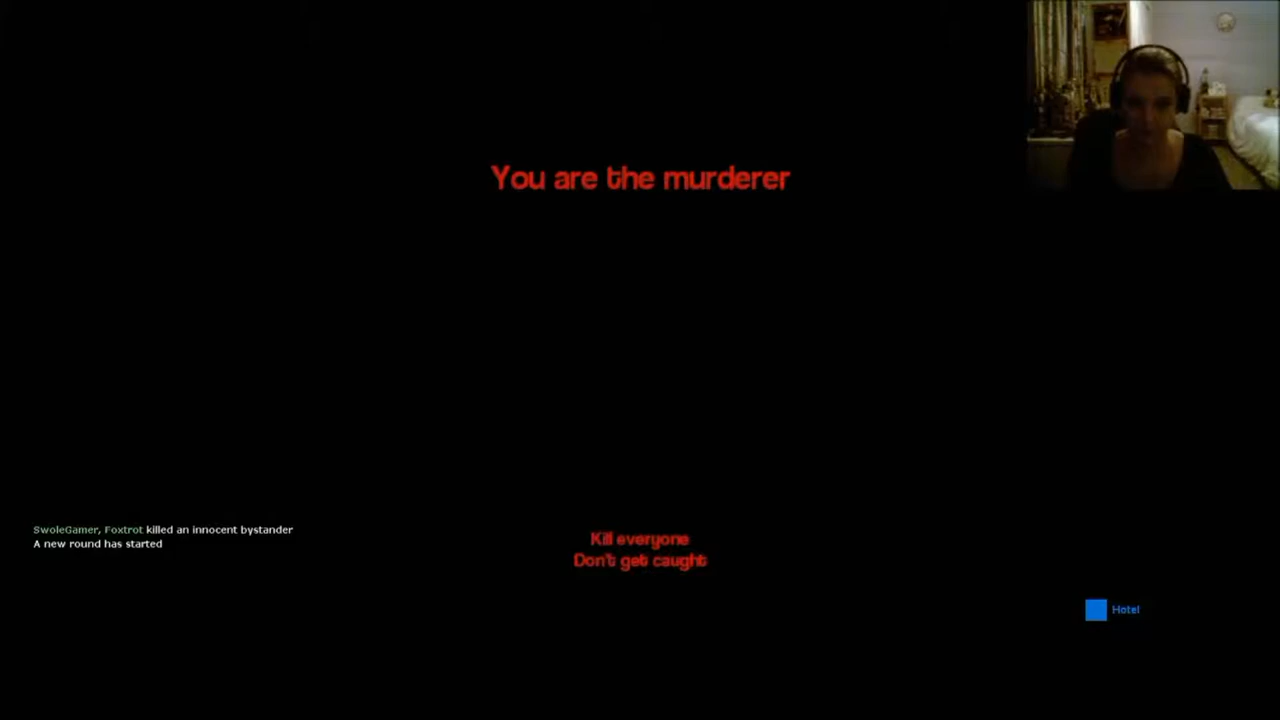 You are the murderer
SwoleGamer, Foxtrot killed an innocent bystander
A new round has started
Kill everyone
Don't get caught
Hotel